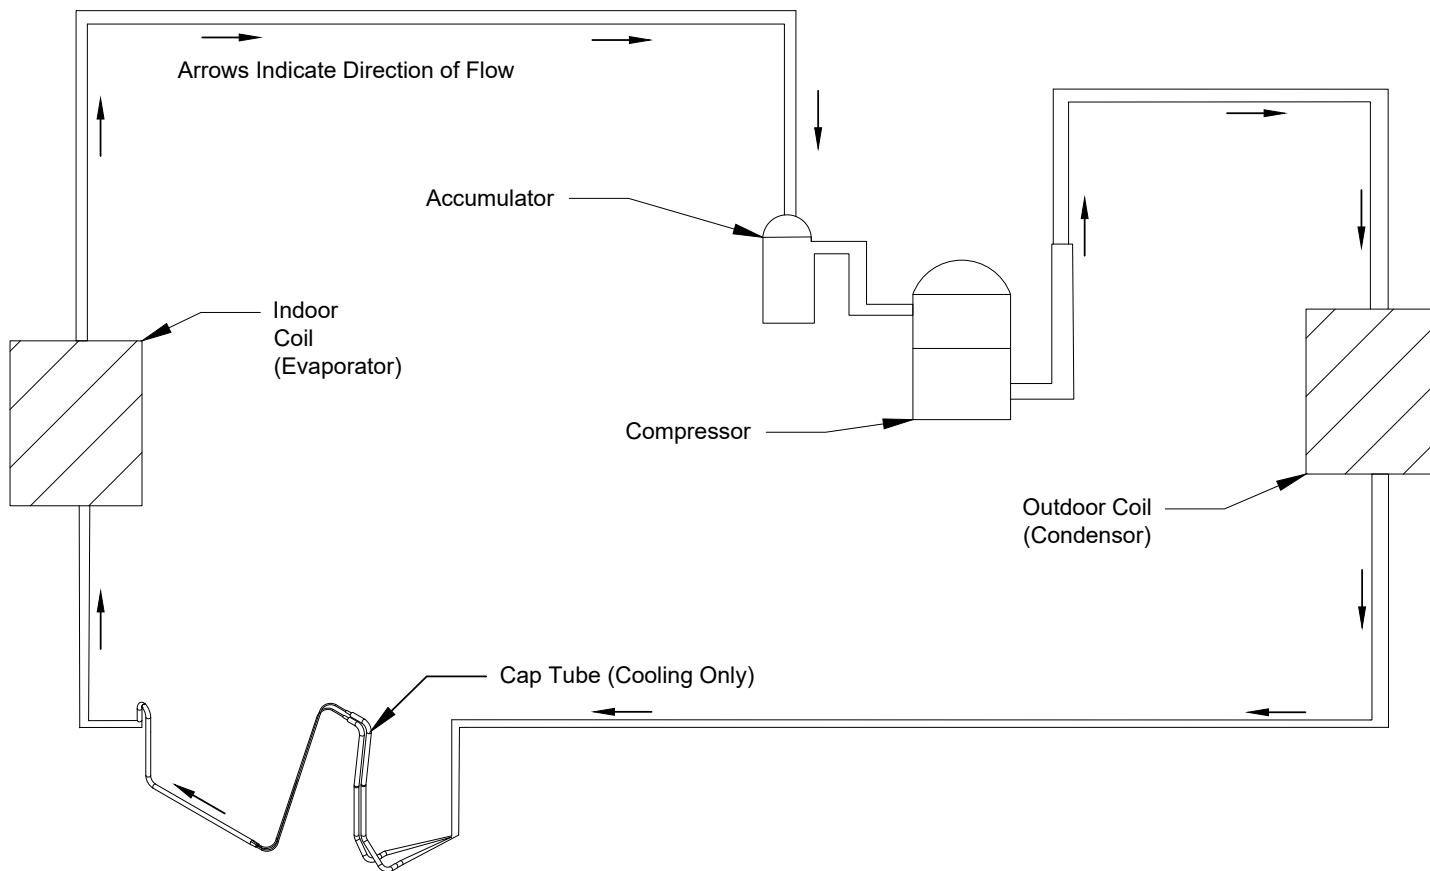 Arrows Indicate Direction of Flow
Accumulator
Indoor
Coil
(Evaporator)
Compressor
Outdoor Coil
(Condensor)
Cap Tube (Cooling Only)